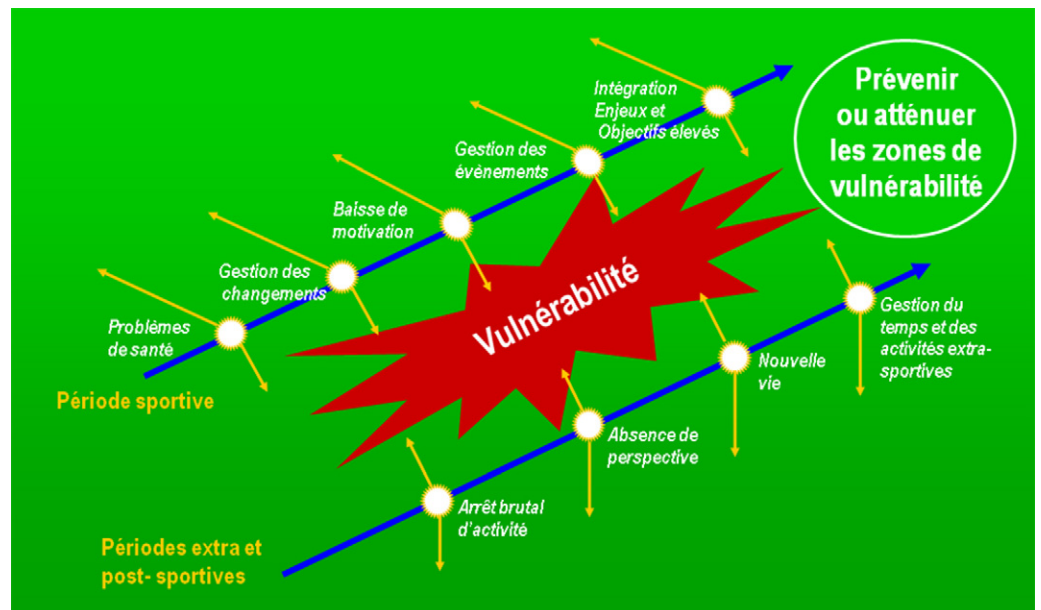 Prévenir
ou atténuer
les zones de
vulnérabilité
Intégration
Enjeux et
Objectifs élevés
Gestion des
évènements
Baisse de
motivation
Gestion des
changements
Problèmes
de santé
Période sportive
Vulnérabilité
Gestion du
temps et des
activités extra-
sportives
Nouvelle
vie
Absence de
perspective
Arrêt brutal
d'activité
Périodes extra et
post- sportives